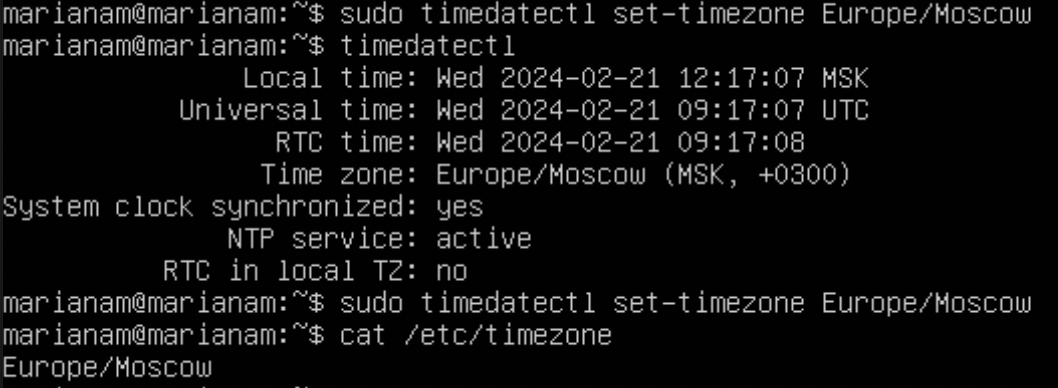 marianam@marianam:~$ sudo timedatectl set-timezone Europe/Moscow
marianam@marianam:~$ timedatectl
Local time: Wed 2024-02-21 12:17:07 MSK
Universal time: Wed 2024-02-21 09:17:07 UTC
RTC time: Wed 2024-02-21 09:17:08
Time zone: Europe/Moscow (MSK, +0300)
System clock synchronized: yes
NTP service: active
RTC in local TZ: no
marianam@marianam:~$ sudo timedatectl set-timezone Europe/Moscow
marianam@marianam:~$ cat /etc/timezone
Europe/Moscow